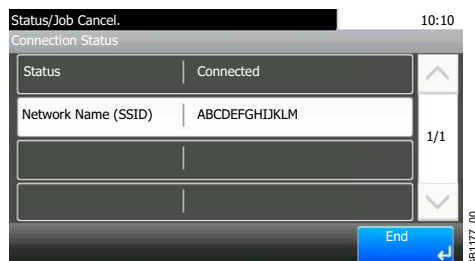 Status/Job Cancel. 10:10
Connection Status
Status Connected
Network Name (SSID) ABCDEFGHIJKLM
1/1
End